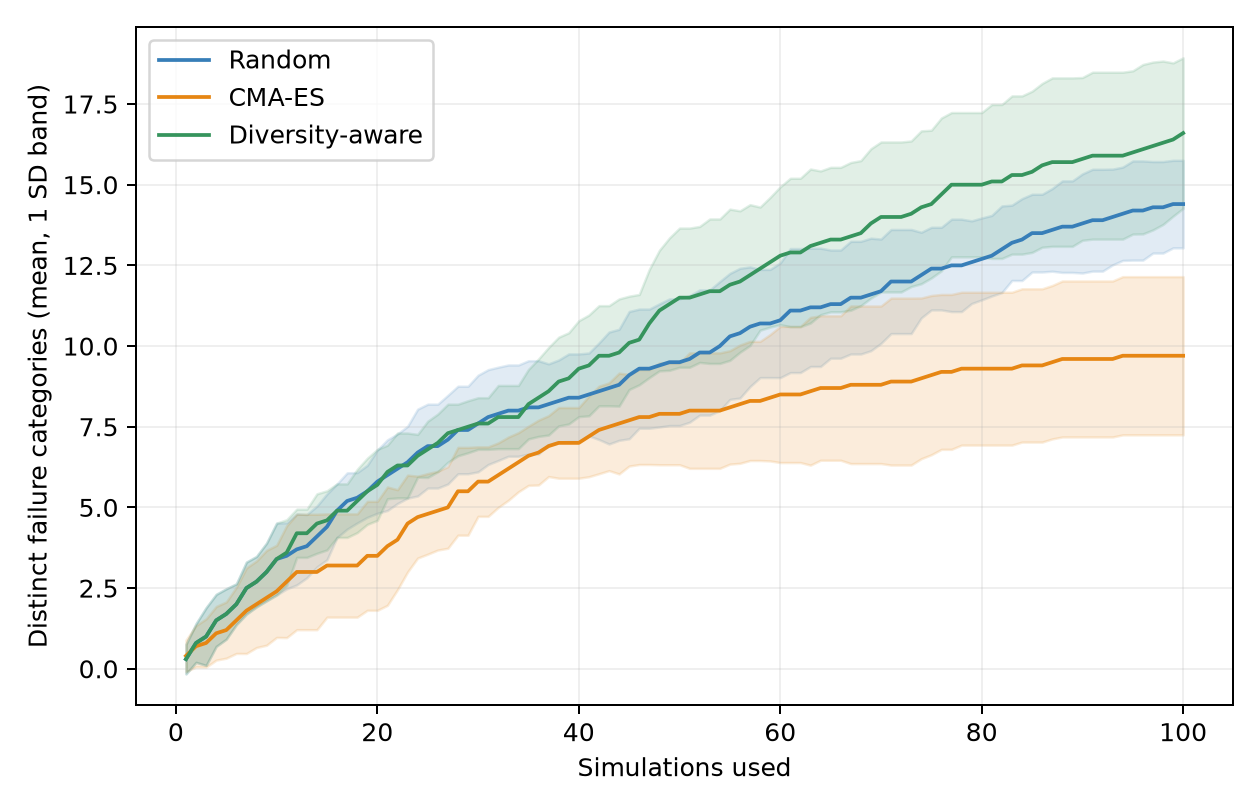 Random
CMA-ES
Diversity-aware
Distinct failure categories (mean, 1 SD band)
17.5
15.0
12.5
10.0
7.5
5.0
2.5
0.0
0 20 40 60 80 100
Simulations used